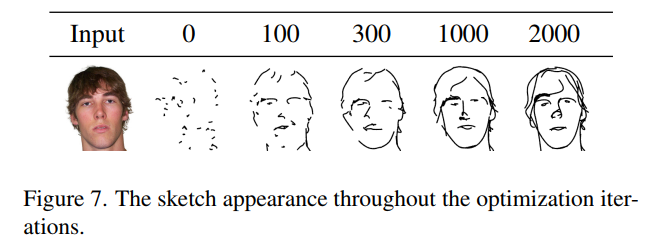 Input 0 100 300 1000 2000
Figure 7. The sketch appearance throughout the optimization iter-
ations.